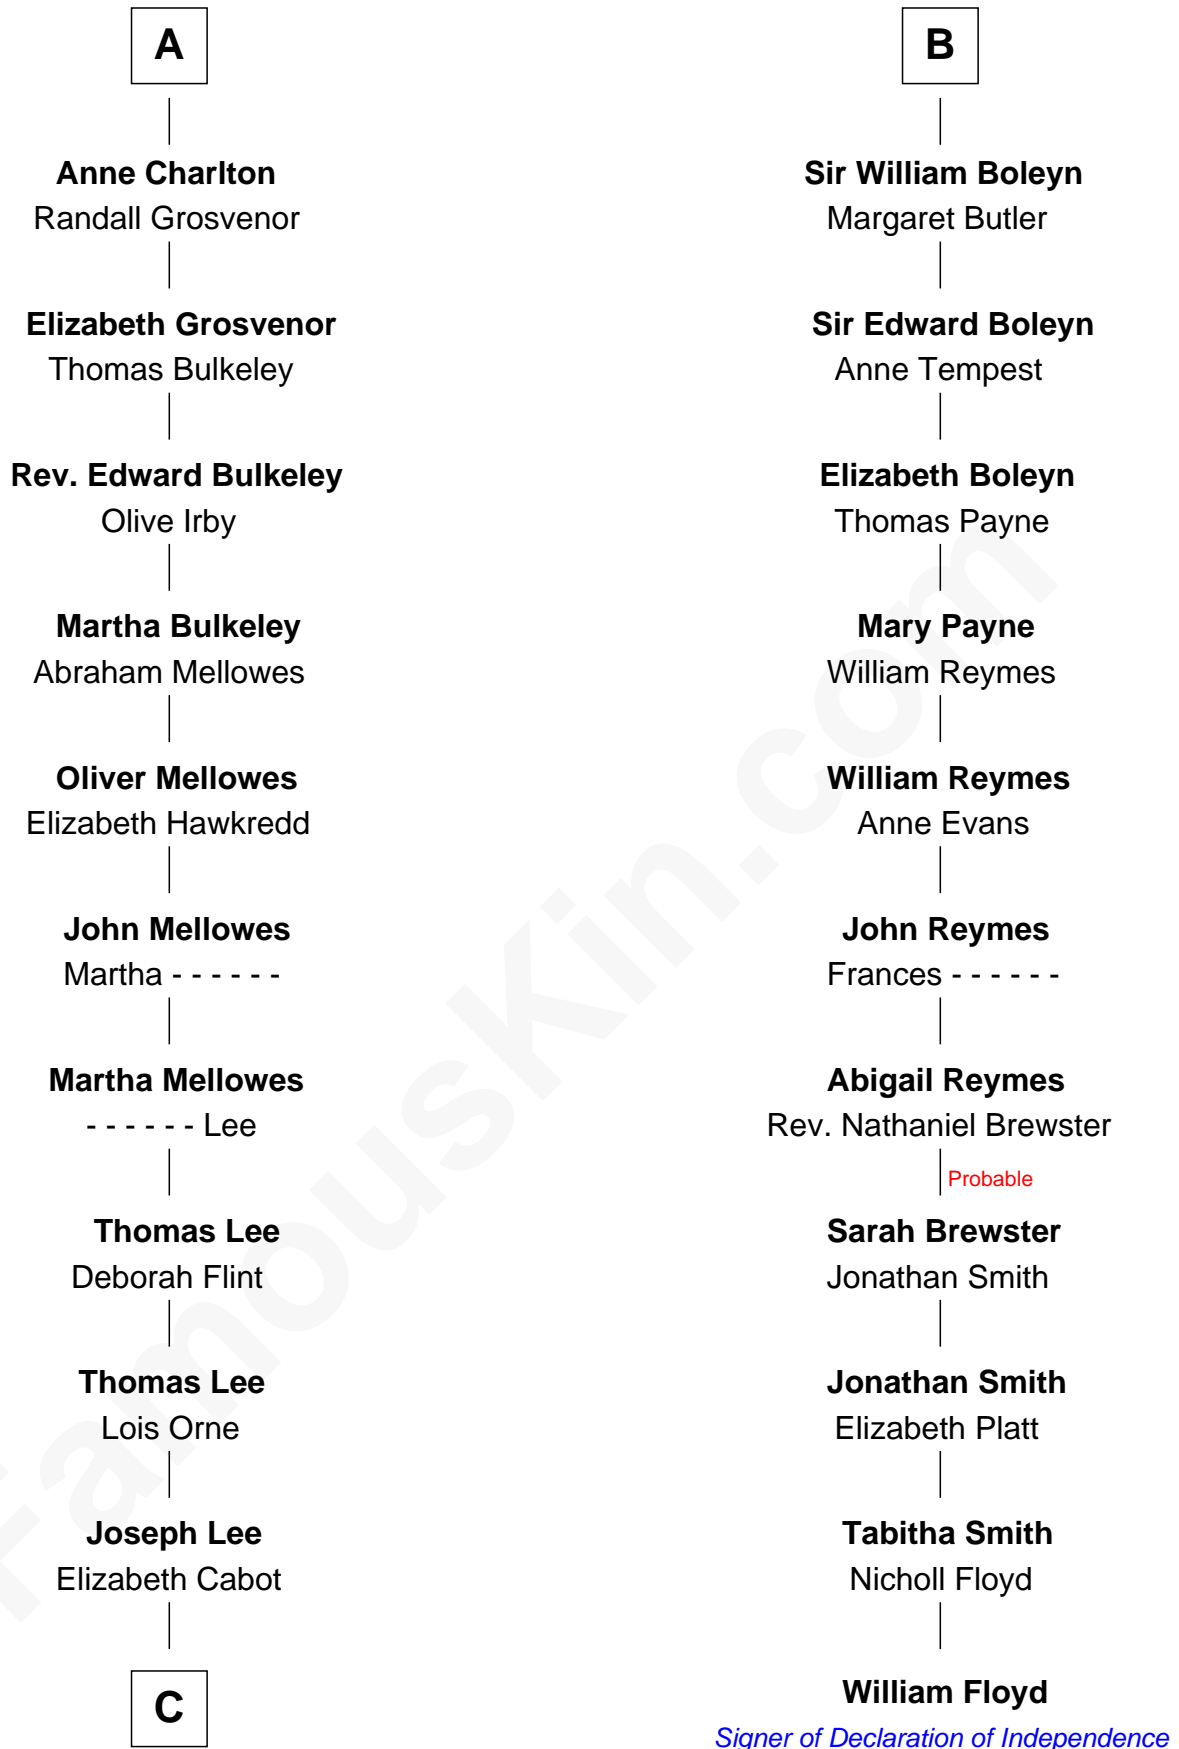 A
Anne Charlton
Randall Grosvenor
Elizabeth Grosvenor
Thomas Bulkeley
Rev. Edward Bulkeley
Olive Irby
Martha Bulkeley
Abraham Mellowes
Oliver Mellowes
Elizabeth Hawkredd
John Mellowes
Martha - - - - - -
Martha Mellowes
- - - - - - Lee
Thomas Lee
Deborah Flint
Thomas Lee
Lois Orne
Joseph Lee
Elizabeth Cabot
C
B
Sir William Boleyn
Margaret Butler
Sir Edward Boleyn
Anne Tempest
Elizabeth Boleyn
Thomas Payne
Mary Payne
William Reymes
William Reymes
Anne Evans
John Reymes
Frances - - - - - -
Abigail Reymes
Rev. Nathaniel Brewster
Probable
Sarah Brewster
Jonathan Smith
Jonathan Smith
Elizabeth Platt
Tabitha Smith
Nicholl Floyd
William Floyd
Signer of Declaration of Independence
FamousKin.com